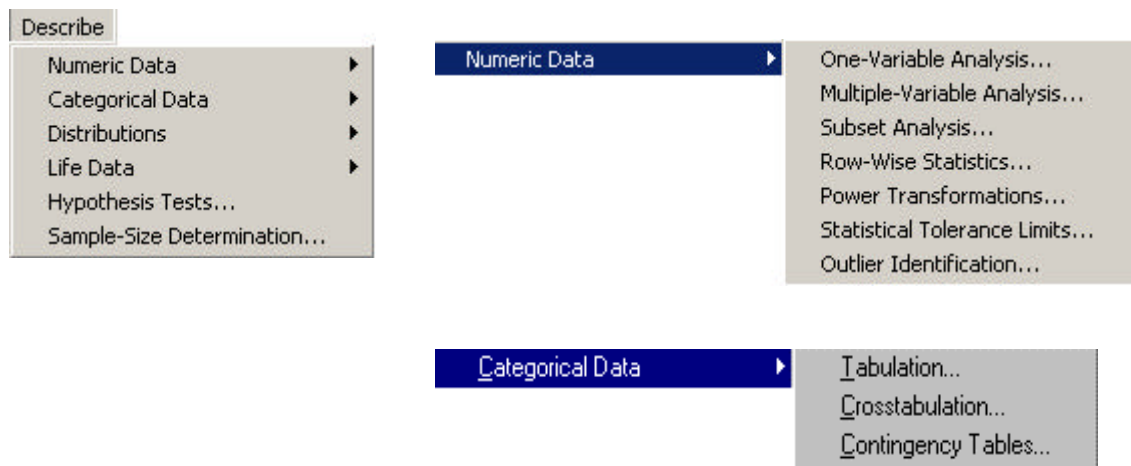 Describe
Numeric Data
Categorical Data
Distributions
Life Data
Hypothesis Tests...
Sample-Size Determination...
Numeric Data
One-Variable Analysis...
Multiple-Variable Analysis...
Subset Analysis...
Row-Wise Statistics...
Power Transformations...
Statistical Tolerance Limits...
Outlier Identification...
Categorical Data
Tabulation...
Crosstabulation...
Contingency Tables...